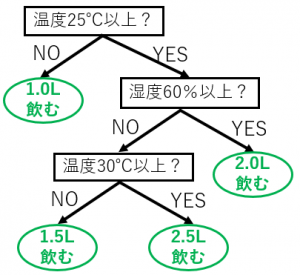 温度25℃以上？
NO
YES
1.0L
飲む
湿度60％以上？
NO
YES
温度30℃以上？
2.0L
飲む
NO
YES
1.5L
飲む
2.5L
飲む